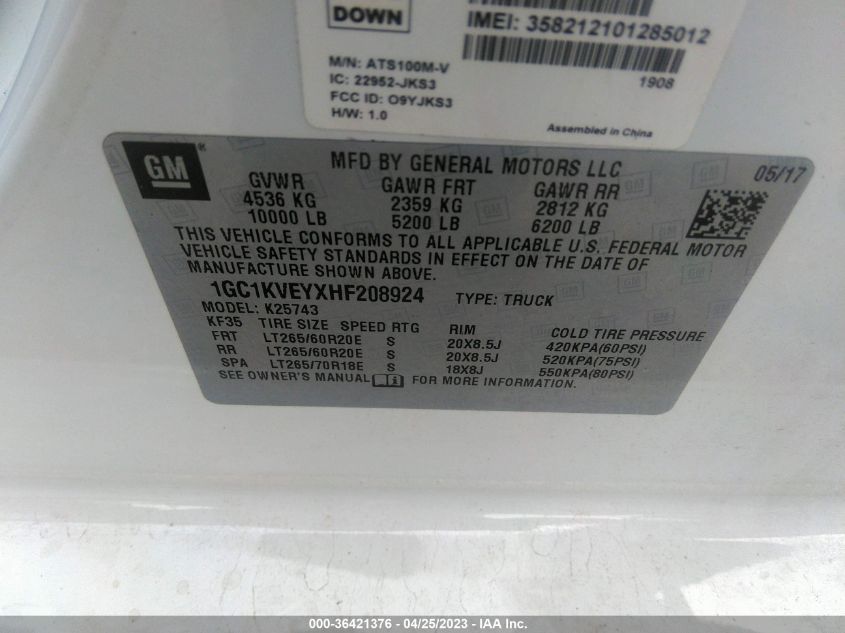 DOWN
IMEI: 358212101285012
M/N: ATS100M-V
IC: 22952-JKS3
FCC ID: O9YJKS3
H/W: 1.0
1908
Assembled in China
GM
MFD BY GENERAL MOTORS LLC
05/17
GVWR GAWR FRT GAWR RR
4536 KG 2359 KG 2812 KG
10000 LB 5200 LB 6200 LB
THIS VEHICLE CONFORMS TO ALL APPLICABLE U.S. FEDERAL MOTOR
VEHICLE SAFETY STANDARDS IN EFFECT ON THE DATE OF
MANUFACTURE SHOWN ABOVE.
1GC1KVEYXHF208924 TYPE: TRUCK
MODEL: K25743
KF35 TIRE SIZE SPEED RTG RIM COLD TIRE PRESSURE
FRT LT265/60R20E S 20X8.5J 420KPA(60PSI)
RR LT265/60R20E S 20X8.5J 520KPA(75PSI)
SPA LT265/70R18E S 18X8J 550KPA(80PSI)
SEE OWNER'S MANUAL FOR MORE INFORMATION.
000-36421376 - 04/25/2023 - IAA Inc.